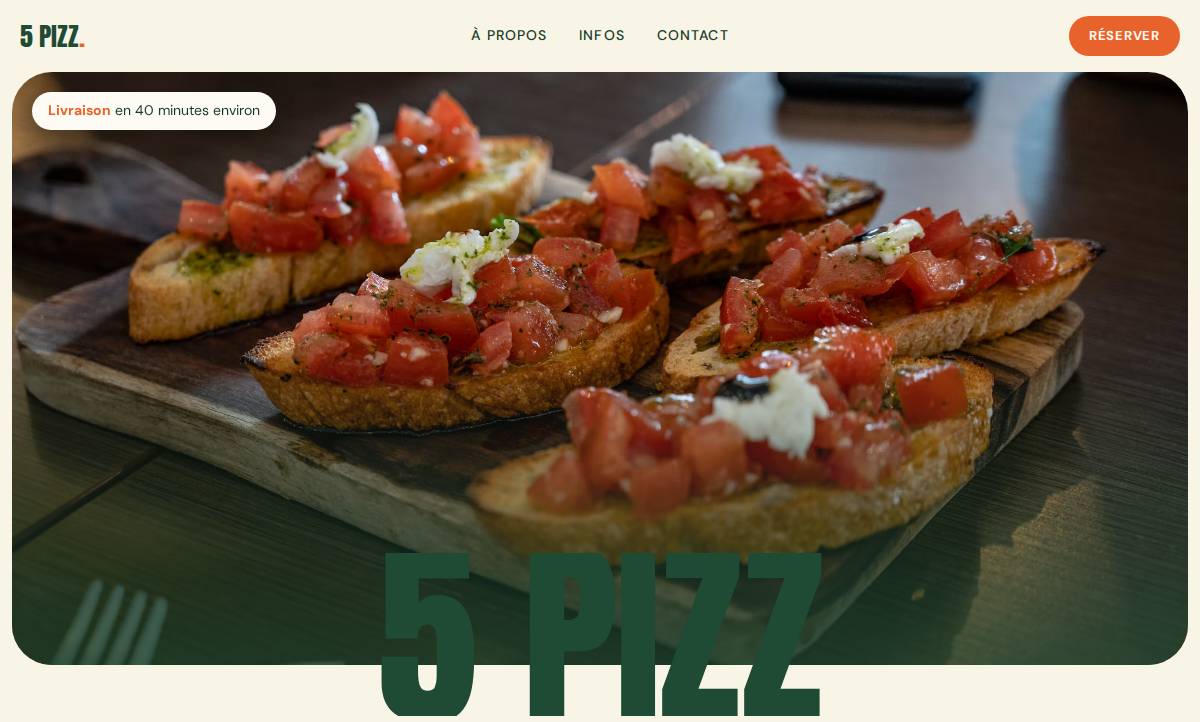 5 PIZZ.
À PROPOS
INFOS
CONTACT
RÉSERVER
Livraison en 40 minutes environ
5 PIZZ